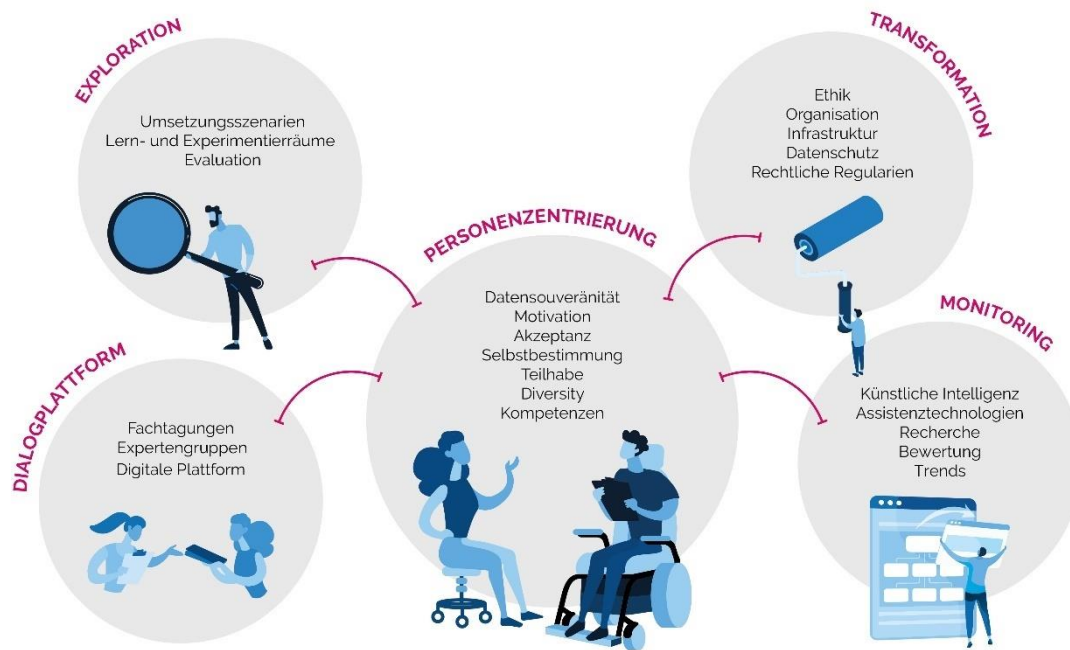 EXPLORATION
Umsetzungsszenarien
Lern- und Experimentierräume
Evaluation
TRANSFORMATION
Ethik
Organisation
Infrastruktur
Datenschutz
Rechtliche Regularien
PERSONENZENTRIERUNG
Datensouveränität
Motivation
Akzeptanz
Selbstbestimmung
Teilhabe
Diversity
Kompetenzen
DIALOGPLATTFORM
Fachtagungen
Expertengruppen
Digitale Plattform
MONITORING
Künstliche Intelligenz
Assistenztechnologien
Recherche
Bewertung
Trends